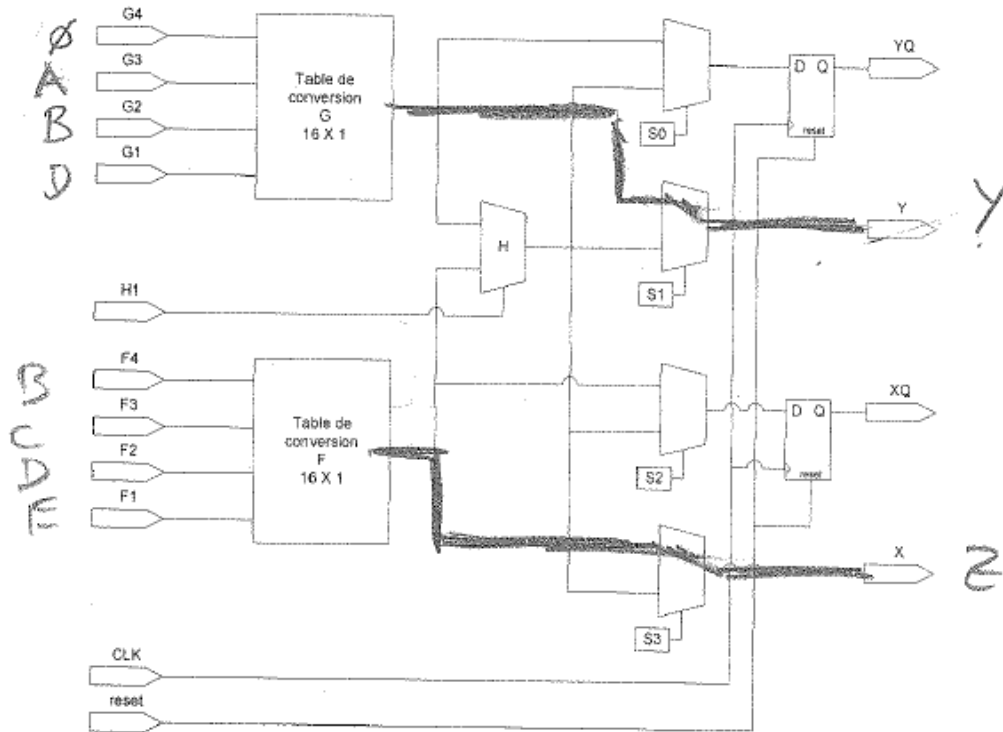 Ø G4
A G3
B G2
D G1
Table de
conversion
G
16 X 1
S0
D Q
reset
YQ
H
S1
Y Y
H1
B F4
C F3
D F2
E F1
Table de
conversion
F
16 X 1
S2
D Q
reset
XQ
S3
X Z
CLK
reset